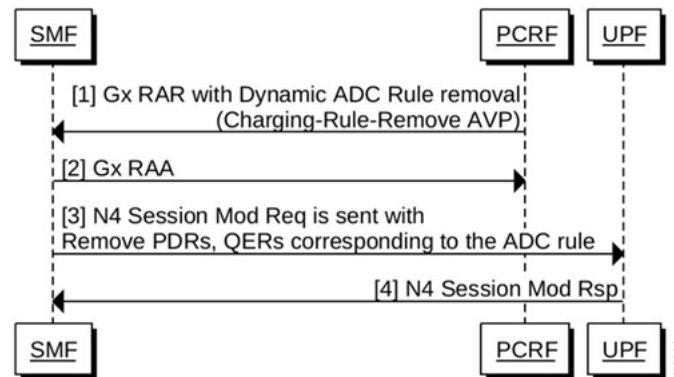 SMF PCRF UPF
[1] Gx RAR with Dynamic ADC Rule removal
(Charging-Rule-Remove AVP)
[2] Gx RAA
[3] N4 Session Mod Req is sent with
Remove PDRs, QERs corresponding to the ADC rule
[4] N4 Session Mod Rsp
SMF PCRF UPF